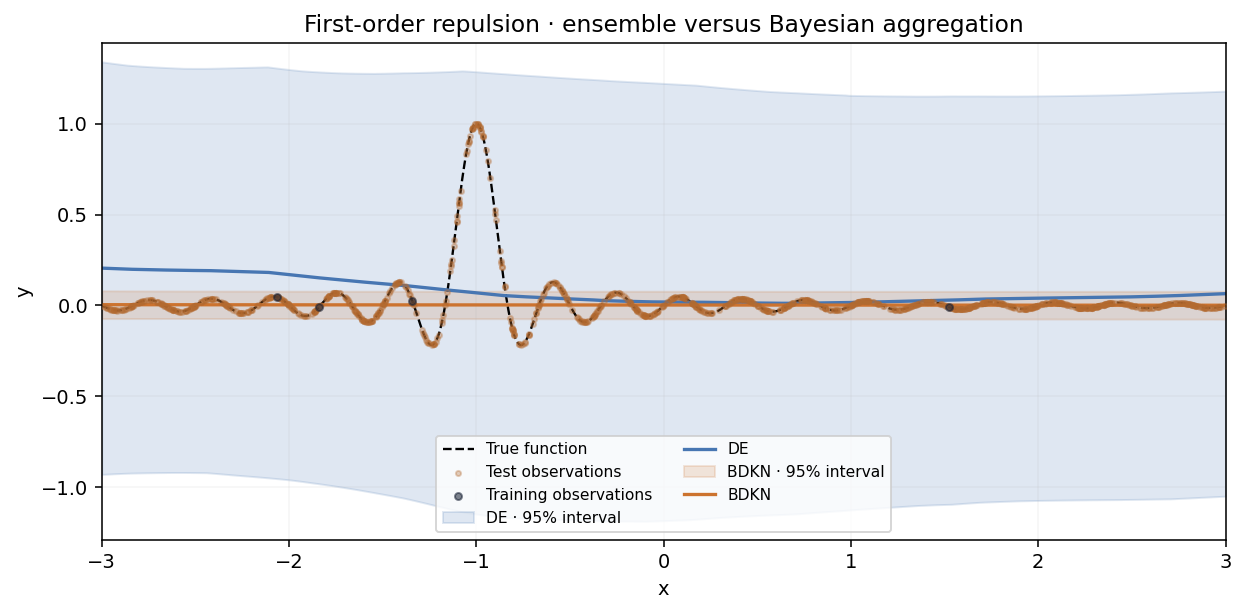 First-order repulsion · ensemble versus Bayesian aggregation
y
1.0
0.5
0.0
−0.5
−1.0
True function
Test observations
Training observations
DE · 95% interval
DE
BDKN · 95% interval
BDKN
−3
−2
−1
0
1
2
3
x